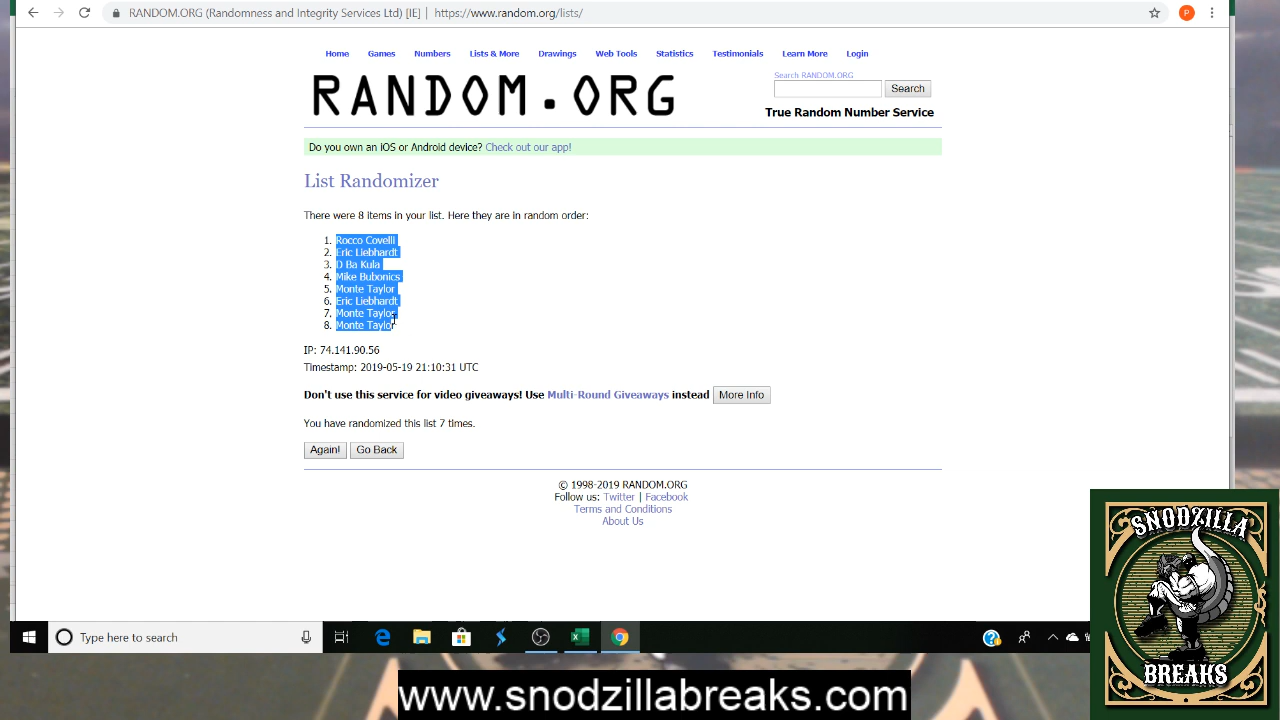 RANDOM.ORG (Randomness and Integrity Services Ltd) [IE] | https://www.random.org/lists/
P
Home Games Numbers Lists & More Drawings Web Tools Statistics Testimonials Learn More Login
RANDOM.ORG
Search RANDOM.ORG
Search
True Random Number Service
Do you own an iOS or Android device? Check out our app!
List Randomizer
There were 8 items in your list. Here they are in random order:
1. Rocco Covelli
2. Eric Liebhardt
3. D Ba Kula
4. Mike Bubonics
5. Monte Taylor
6. Eric Liebhardt
7. Monte Taylor
8. Monte Taylor
IP: 74.141.90.56
Timestamp: 2019-05-19 21:10:31 UTC
Don't use this service for video giveaways! Use Multi-Round Giveaways instead More Info
You have randomized this list 7 times.
Again! Go Back
© 1998-2019 RANDOM.ORG
Follow us: Twitter | Facebook
Terms and Conditions
About Us
SNODZILLA
BREAKS
Type here to search
www.snodzillabreaks.com